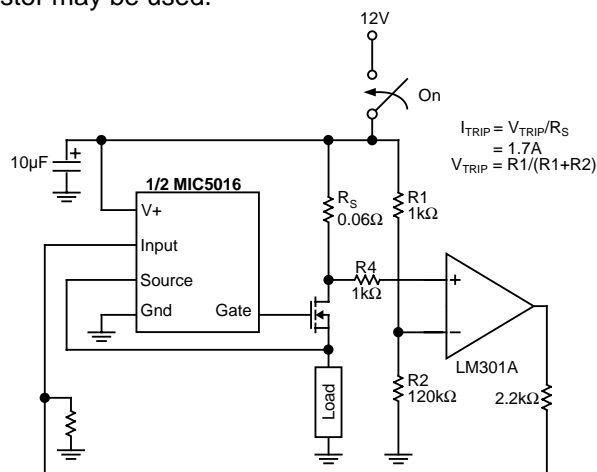 stor may be used.
12V
On
I_TRIP = V_TRIP/R_S
= 1.7A
V_TRIP = R1/(R1+R2)
10µF
+
1/2 MIC5016
V+
Input
Source
Gnd
Gate
R_S
0.06Ω
R1
1kΩ
R4
1kΩ
+
−
LM301A
R2
120kΩ
2.2kΩ
Load